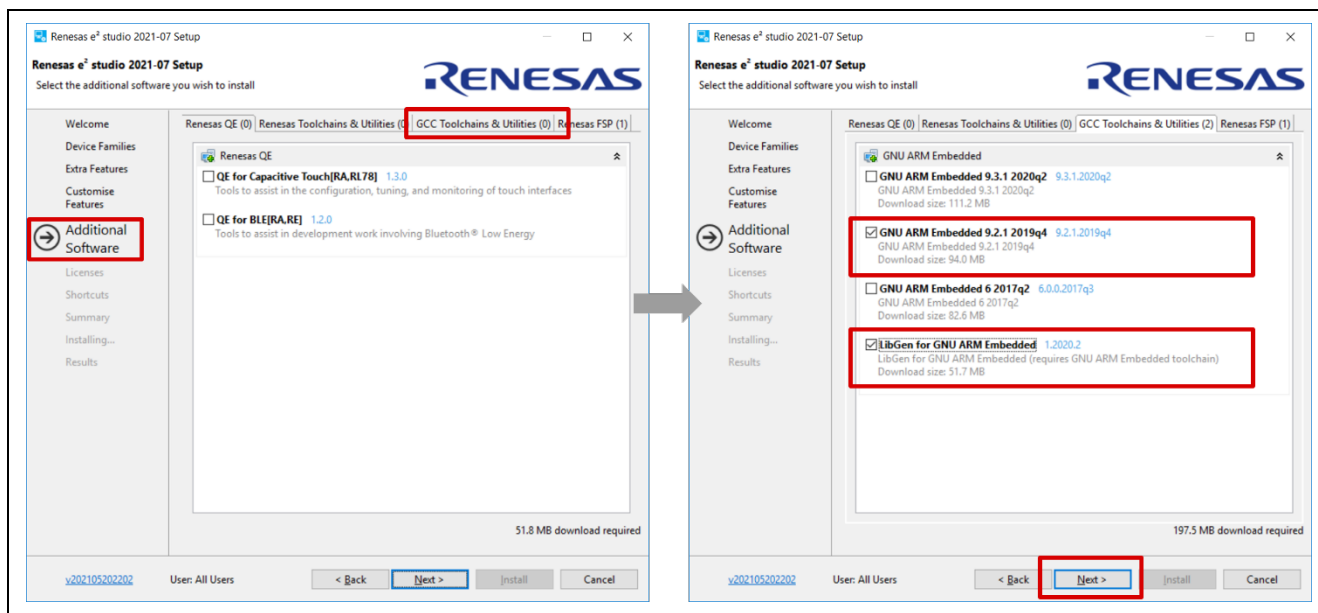 Renesas e² studio 2021-07 Setup
Renesas e² studio 2021-07 Setup
Select the additional software you wish to install
RENESAS
Welcome
Device Families
Extra Features
Customise
Features
Additional
Software
Licenses
Shortcuts
Summary
Installing...
Results
Renesas QE (0) Renesas Toolchains & Utilities (0) GCC Toolchains & Utilities (0) Renesas FSP (1)
Renesas QE
QE for Capacitive Touch[RA,RL78] 1.3.0
Tools to assist in the configuration, tuning, and monitoring of touch interfaces
QE for BLE[RA,RE] 1.2.0
Tools to assist in development work involving Bluetooth® Low Energy
51.8 MB download required
v202105202202 User: All Users < Back Next > Install Cancel
Renesas e² studio 2021-07 Setup
Renesas e² studio 2021-07 Setup
Select the additional software you wish to install
RENESAS
Welcome
Device Families
Extra Features
Customise
Features
Additional
Software
Licenses
Shortcuts
Summary
Installing...
Results
Renesas QE (0) Renesas Toolchains & Utilities (0) GCC Toolchains & Utilities (2) Renesas FSP (1)
GNU ARM Embedded
GNU ARM Embedded 9.3.1 2020q2 9.3.1.2020q2
GNU ARM Embedded 9.3.1 2020q2
Download size: 111.2 MB
GNU ARM Embedded 9.2.1 2019q4 9.2.1.2019q4
GNU ARM Embedded 9.2.1 2019q4
Download size: 94.0 MB
GNU ARM Embedded 6 2017q2 6.0.0.2017q3
GNU ARM Embedded 6 2017q2
Download size: 82.6 MB
LibGen for GNU ARM Embedded 1.2020.2
LibGen for GNU ARM Embedded (requires GNU ARM Embedded toolchain)
Download size: 51.7 MB
197.5 MB download required
v202105202202 User: All Users < Back Next > Install Cancel